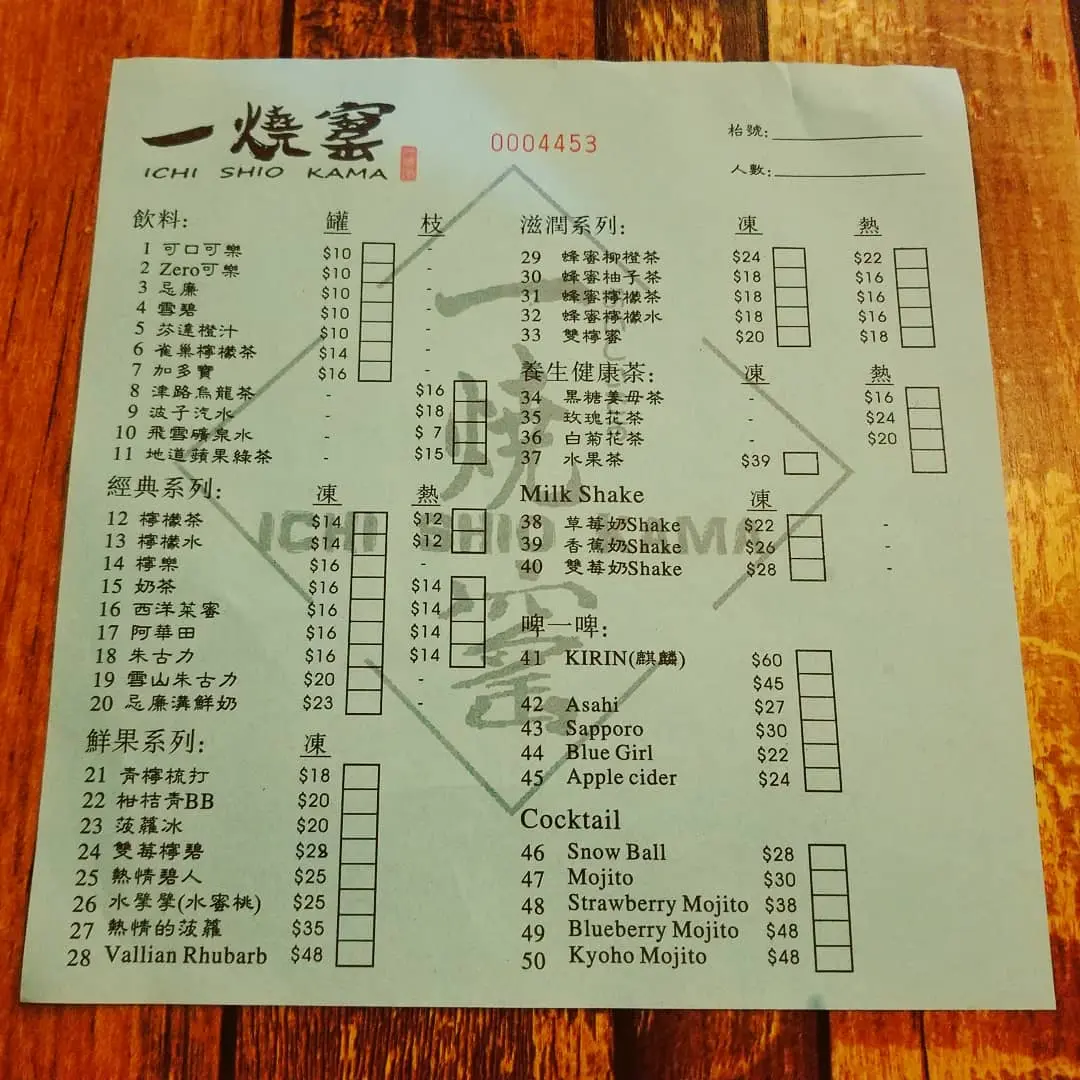 一燒窰
ICHI SHIO KAMA
0004453
枱號:
人數:
飲料: 罐 枝
1 可口可樂 $10 -
2 Zero可樂 $10 -
3 忌廉 $10 -
4 雪碧 $10 -
5 芬達橙汁 $10 -
6 雀巢檸檬茶 $14 -
7 加多寶 $16 -
8 津路烏龍茶 - $16
9 波子汽水 - $18
10 飛雪礦泉水 - $ 7
11 地道蘋果綠茶 - $15
經典系列: 凍 熱
12 檸檬茶 $14 $12
13 檸檬水 $14 $12
14 檸樂 $16 -
15 奶茶 $16 $14
16 西洋菜蜜 $16 $14
17 阿華田 $16 $14
18 朱古力 $16 $14
19 雪山朱古力 $20 -
20 忌廉溝鮮奶 $23 -
鮮果系列: 凍
21 青檸梳打 $18
22 柑桔青BB $20
23 菠蘿冰 $20
24 雙莓檸碧 $28
25 熱情碧人 $25
26 水孳孳(水蜜桃) $25
27 熱情的菠蘿 $35
28 Vallian Rhubarb $48
滋潤系列: 凍 熱
29 蜂蜜柳橙茶 $24 $22
30 蜂蜜柚子茶 $18 $16
31 蜂蜜檸檬茶 $18 $16
32 蜂蜜檸檬水 $18 $16
33 雙檸蜜 $20 $18
養生健康茶: 凍 熱
34 黑糖姜母茶 - $16
35 玫瑰花茶 - $24
36 白菊花茶 - $20
37 水果茶 $39
Milk Shake 凍
38 草莓奶Shake $22 -
39 香蕉奶Shake $26 -
40 雙莓奶Shake $28 -
啤一啤:
41 KIRIN(麒麟) $60
$45
42 Asahi $27
43 Sapporo $30
44 Blue Girl $22
45 Apple cider $24
Cocktail
46 Snow Ball $28
47 Mojito $30
48 Strawberry Mojito $38
49 Blueberry Mojito $48
50 Kyoho Mojito $48
一燒窰
ICHI SHIO KAMA